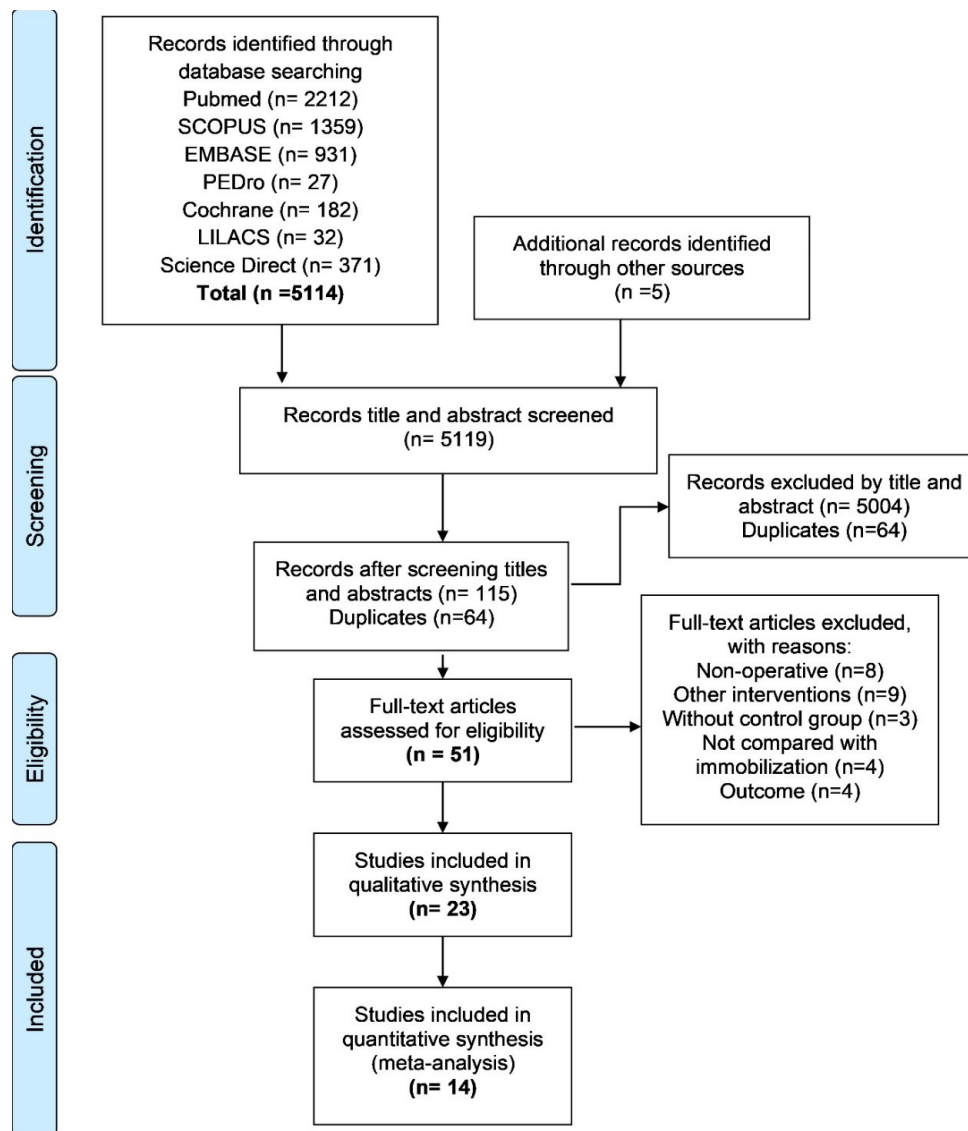 Identification
Records identified through
database searching
Pubmed (n= 2212)
SCOPUS (n= 1359)
EMBASE (n= 931)
PEDro (n= 27)
Cochrane (n= 182)
LILACS (n= 32)
Science Direct (n= 371)
Total (n =5114)
Additional records identified
through other sources
(n =5)
Screening
Records title and abstract screened
(n= 5119)
Records excluded by title and
abstract (n= 5004)
Duplicates (n=64)
Records after screening titles
and abstracts (n= 115)
Duplicates (n=64)
Eligibility
Full-text articles
assessed for eligibility
(n = 51)
Full-text articles excluded,
with reasons:
Non-operative (n=8)
Other interventions (n=9)
Without control group (n=3)
Not compared with
immobilization (n=4)
Outcome (n=4)
Included
Studies included in
qualitative synthesis
(n= 23)
Studies included in
quantitative synthesis
(meta-analysis)
(n= 14)